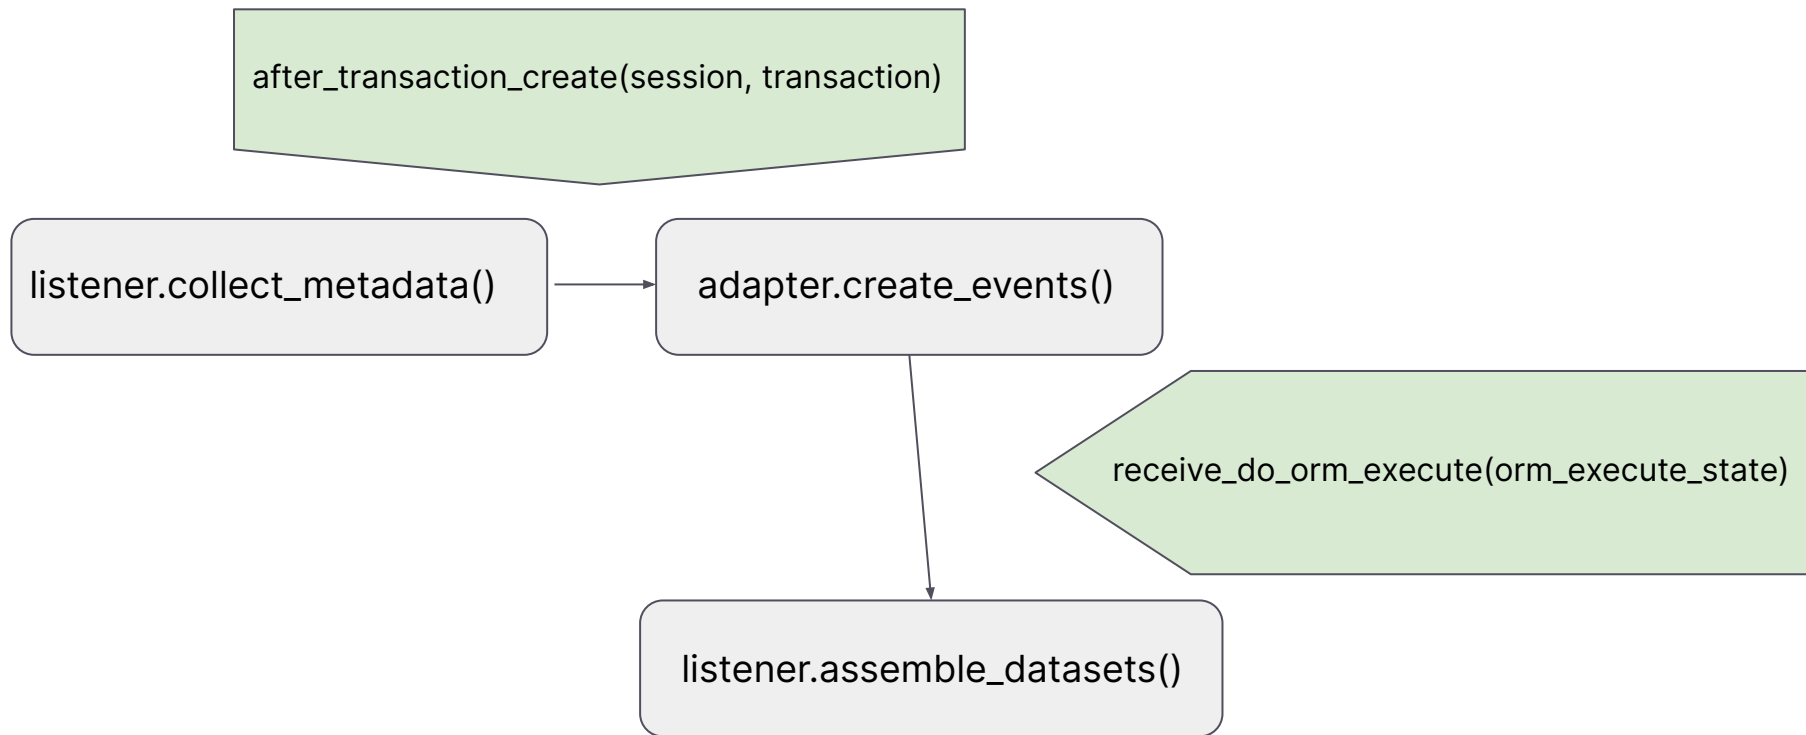 after_transaction_create(session, transaction)
listener.collect_metadata()
adapter.create_events()
receive_do_orm_execute(orm_execute_state)
listener.assemble_datasets()